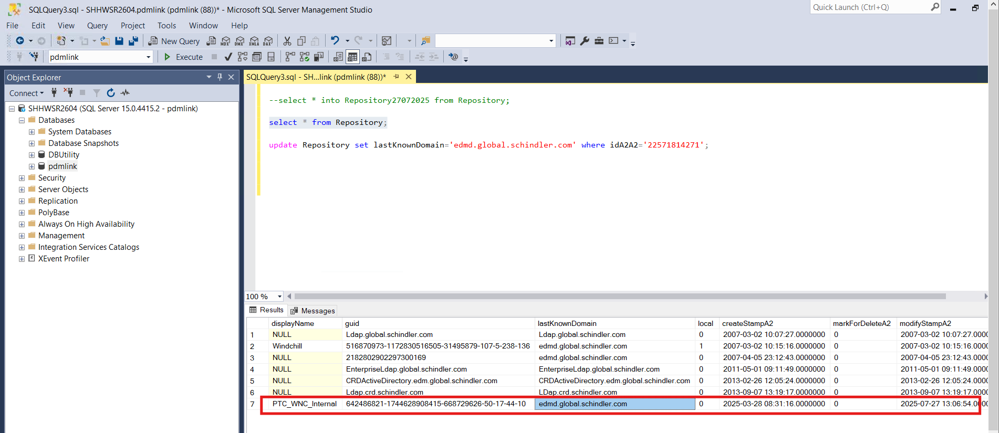 SQLQuery3.sql - SHHWSR2604.pdmlink (pdmlink (88))* - Microsoft SQL Server Management Studio
Quick Launch (Ctrl+Q)
File Edit View Query Project Tools Window Help
New Query MDX DMX XMLA DAX
pdmlink Execute
Object Explorer
Connect
SHHWSR2604 (SQL Server 15.0.4415.2 - pdmlink)
Databases
System Databases
Database Snapshots
DBUtility
pdmlink
Security
Server Objects
Replication
PolyBase
Always On High Availability
Management
Integration Services Catalogs
XEvent Profiler
SQLQuery3.sql - SH...link (pdmlink (88))*
--select * into Repository27072025 from Repository;
select * from Repository;
update Repository set lastKnownDomain='edmd.global.schindler.com' where idA2A2='22571814271';
100 %
Results Messages
displayName guid lastKnownDomain local createStampA2 markForDeleteA2 modifyStampA2
1 NULL Ldap.global.schindler.com Ldap.global.schindler.com 0 2007-03-02 10:07:27.0000000 0 2007-03-02 10:07:27.0000
2 Windchill 516870973-1172830516505-31495879-107-5-238-136 edmd.global.schindler.com 1 2007-03-02 10:15:16.0000000 0 2007-03-02 10:15:16.0000
3 NULL 2182802902297300169 edmd.global.schindler.com 0 2007-04-05 23:12:43.0000000 0 2007-04-05 23:12:43.0000
4 NULL EnterpriseLdap.global.schindler.com EnterpriseLdap.global.schindler.com 0 2011-05-01 09:11:49.0000000 0 2011-05-01 09:11:49.0000
5 NULL CRDActiveDirectory.edm.global.schindler.com CRDActiveDirectory.edm.global.schindler.com 0 2013-02-26 12:05:24.0000000 0 2013-02-26 12:05:24.0000
6 NULL Ldap.crd.schindler.com LDap.crd.schindler.com 0 2013-09-07 13:19:17.0000000 0 2013-09-07 13:19:17.0000
7 PTC_WNC_Internal 642486821-1744628908415-668729626-50-17-44-10 edmd.global.schindler.com 0 2025-03-28 08:31:16.0000000 0 2025-07-27 13:06:54.0000